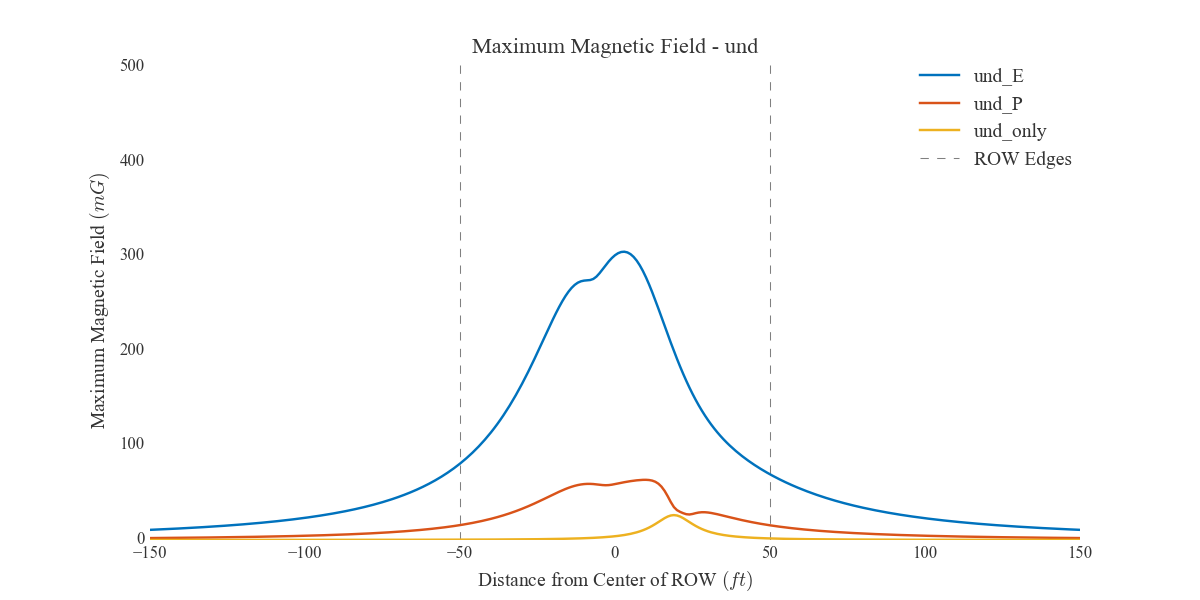 Maximum Magnetic Field - und
500
400
300
200
100
0
Maximum Magnetic Field (mG)
−150
−100
−50
0
50
100
150
Distance from Center of ROW (ft)
und_E
und_P
und_only
ROW Edges